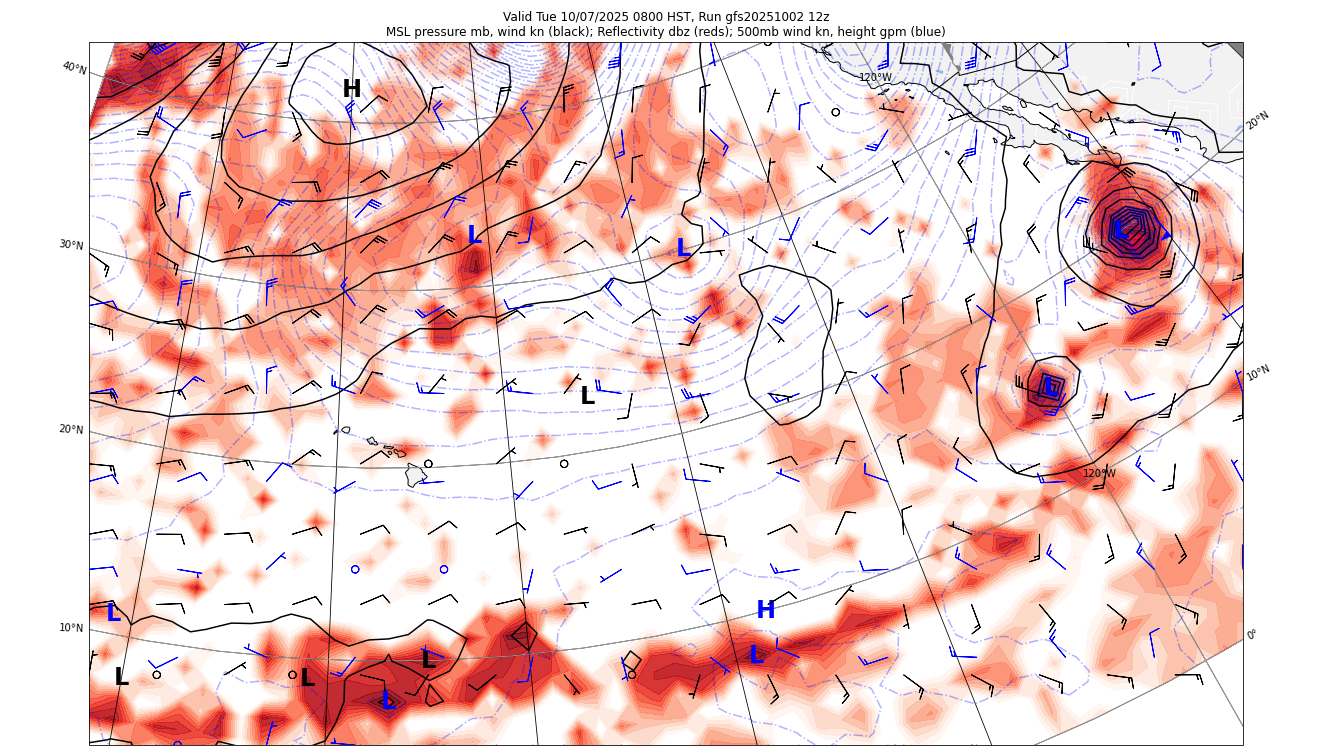 Valid Tue 10/07/2025 0800 HST, Run gfs20251002 12z
MSL pressure mb, wind kn (black); Reflectivity dbz (reds); 500mb wind kn, height gpm (blue)
40°N
120°W
H
20°N
L
30°N
L
L
10°N
L
L
20°N
120°W
10°N
L
H
0°
L
L
L
L
L